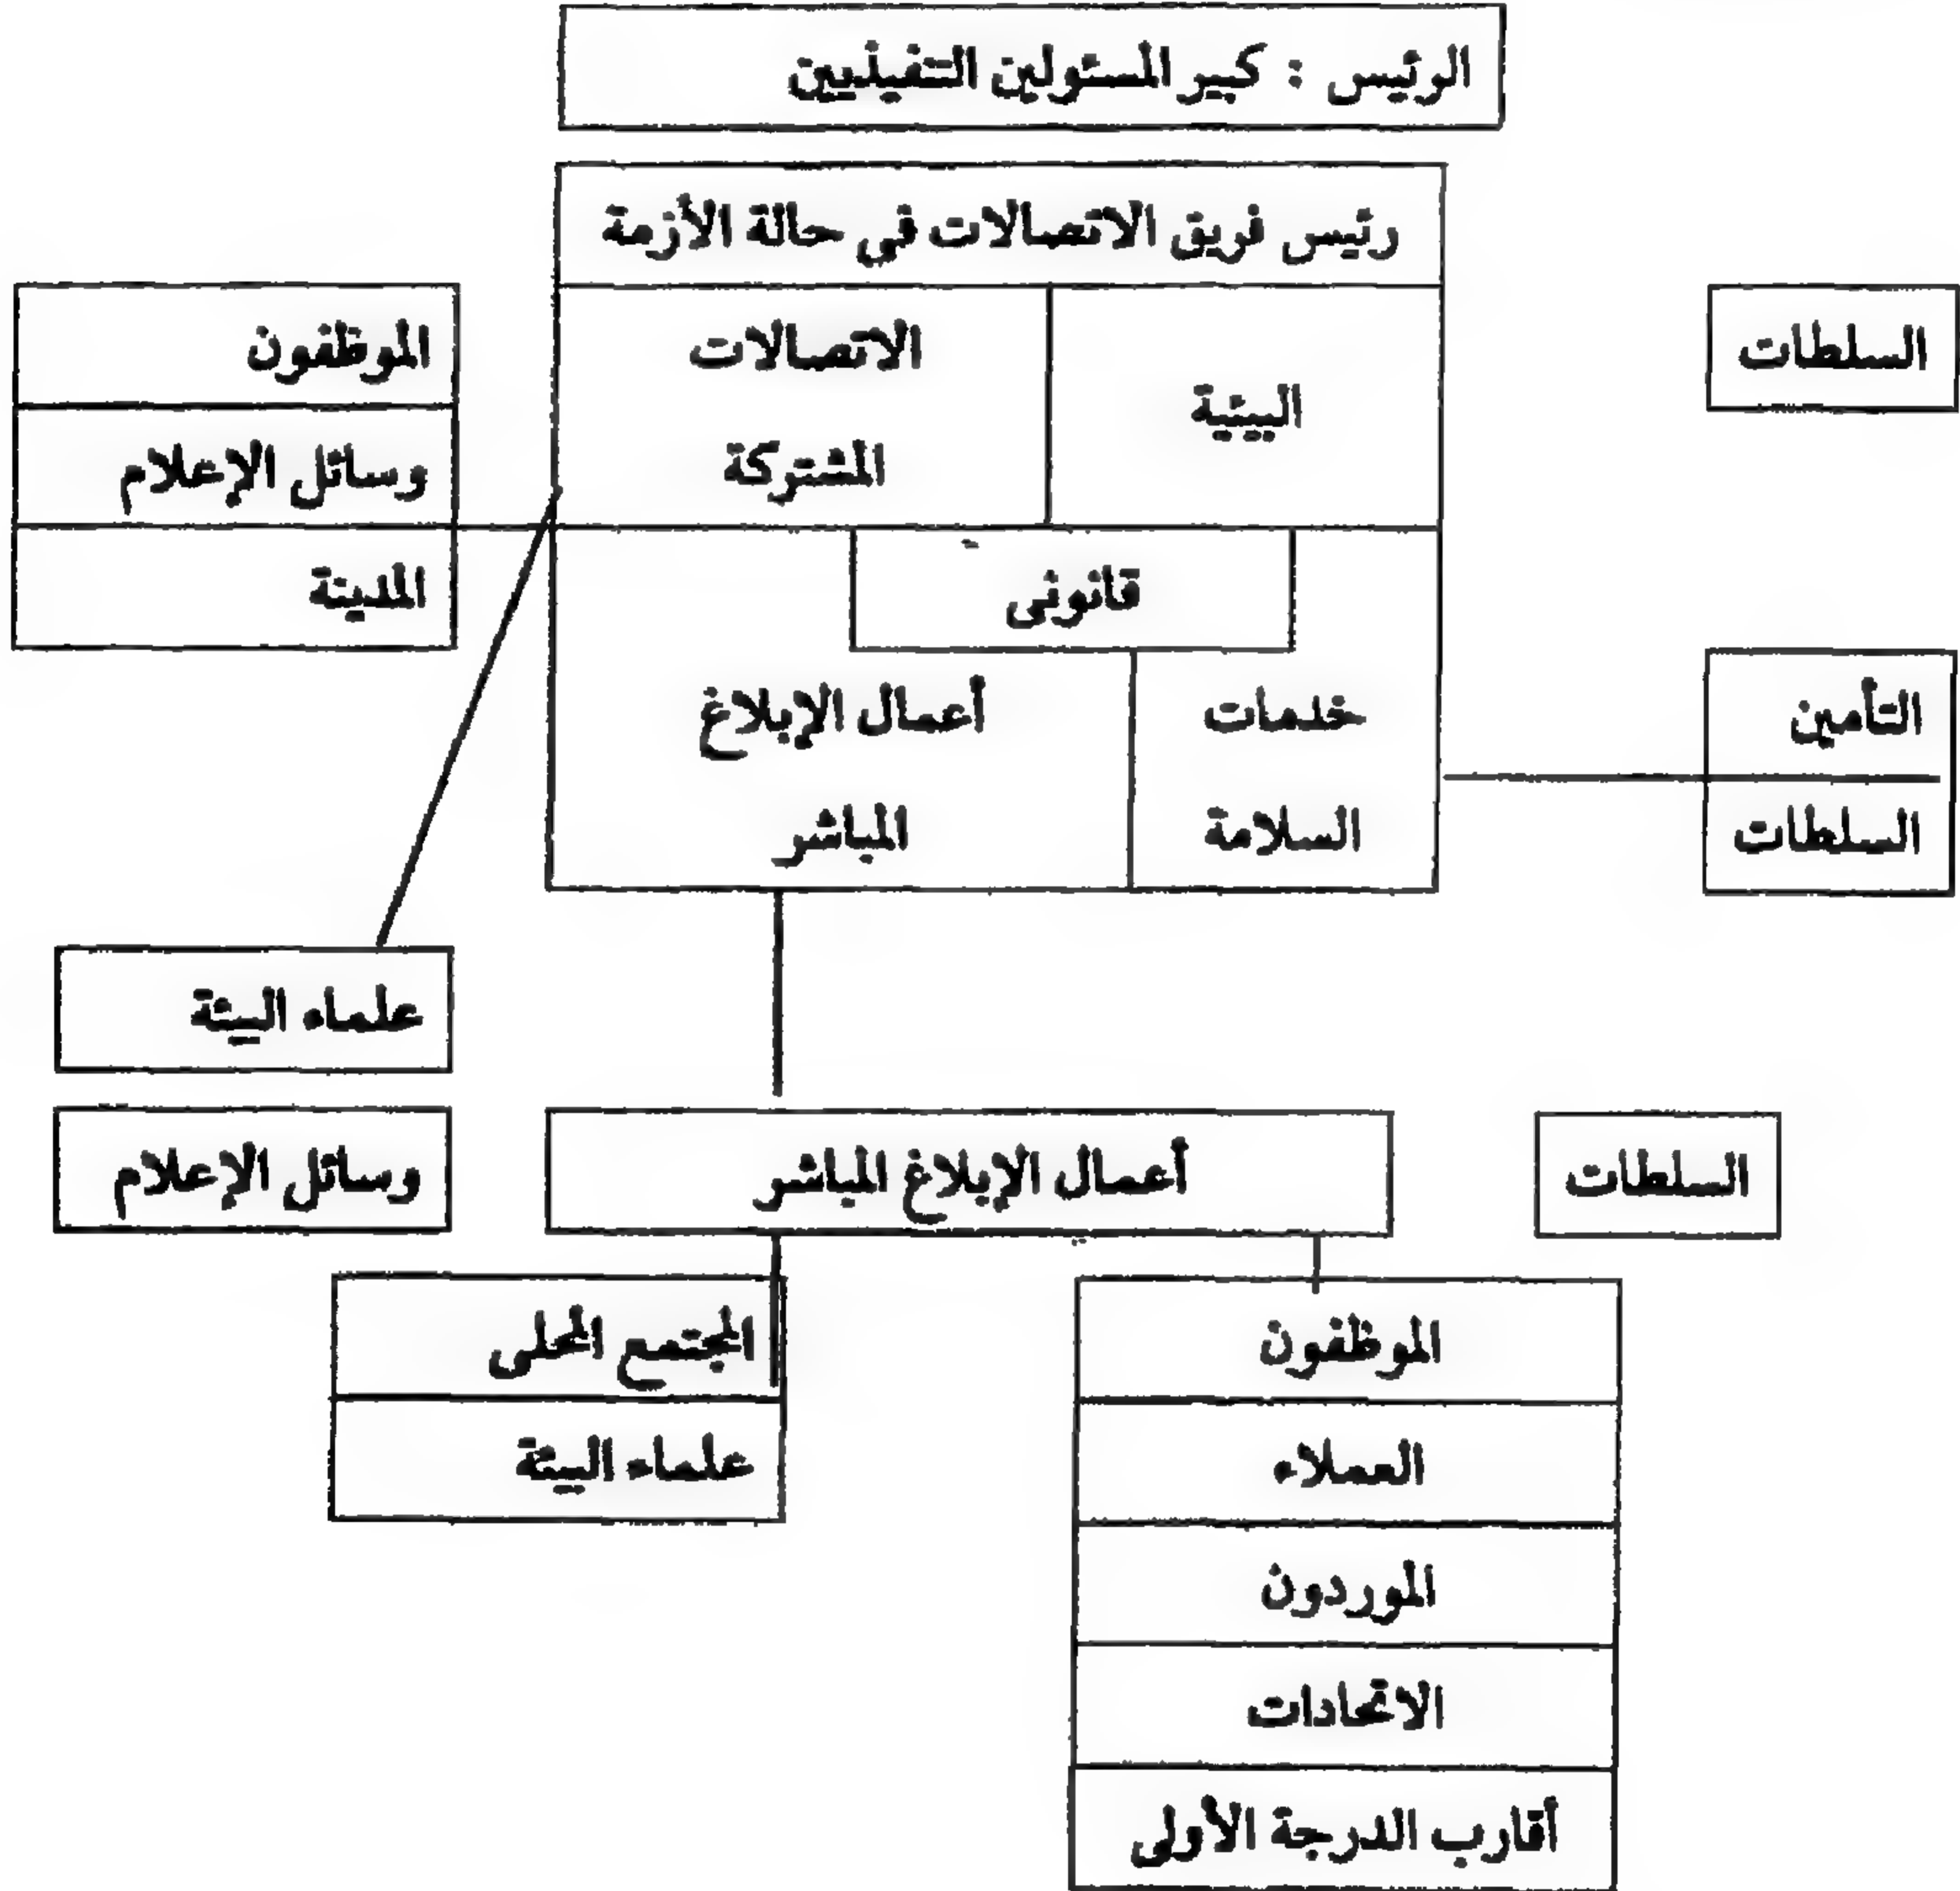 الرئيس : كبير المسئولين التنفيذيين
رئيس فريق الاتصالات في حالة الأزمة
السلطات
البيئة
الاتصالات
المشتركة
الموظفون
وسائل الإعلام
المدينة
قانونى
خدمات
السلامة
أعمال الإبلاغ
المباشر
التأمين
السلطات
علماء البيئة
السلطات
أعمال الإبلاغ المباشر
وسائل الإعلام
الموظفون
العملاء
الموردون
الاتحادات
أقارب الدرجة الأولى
المجتمع المحلى
علماء البيئة